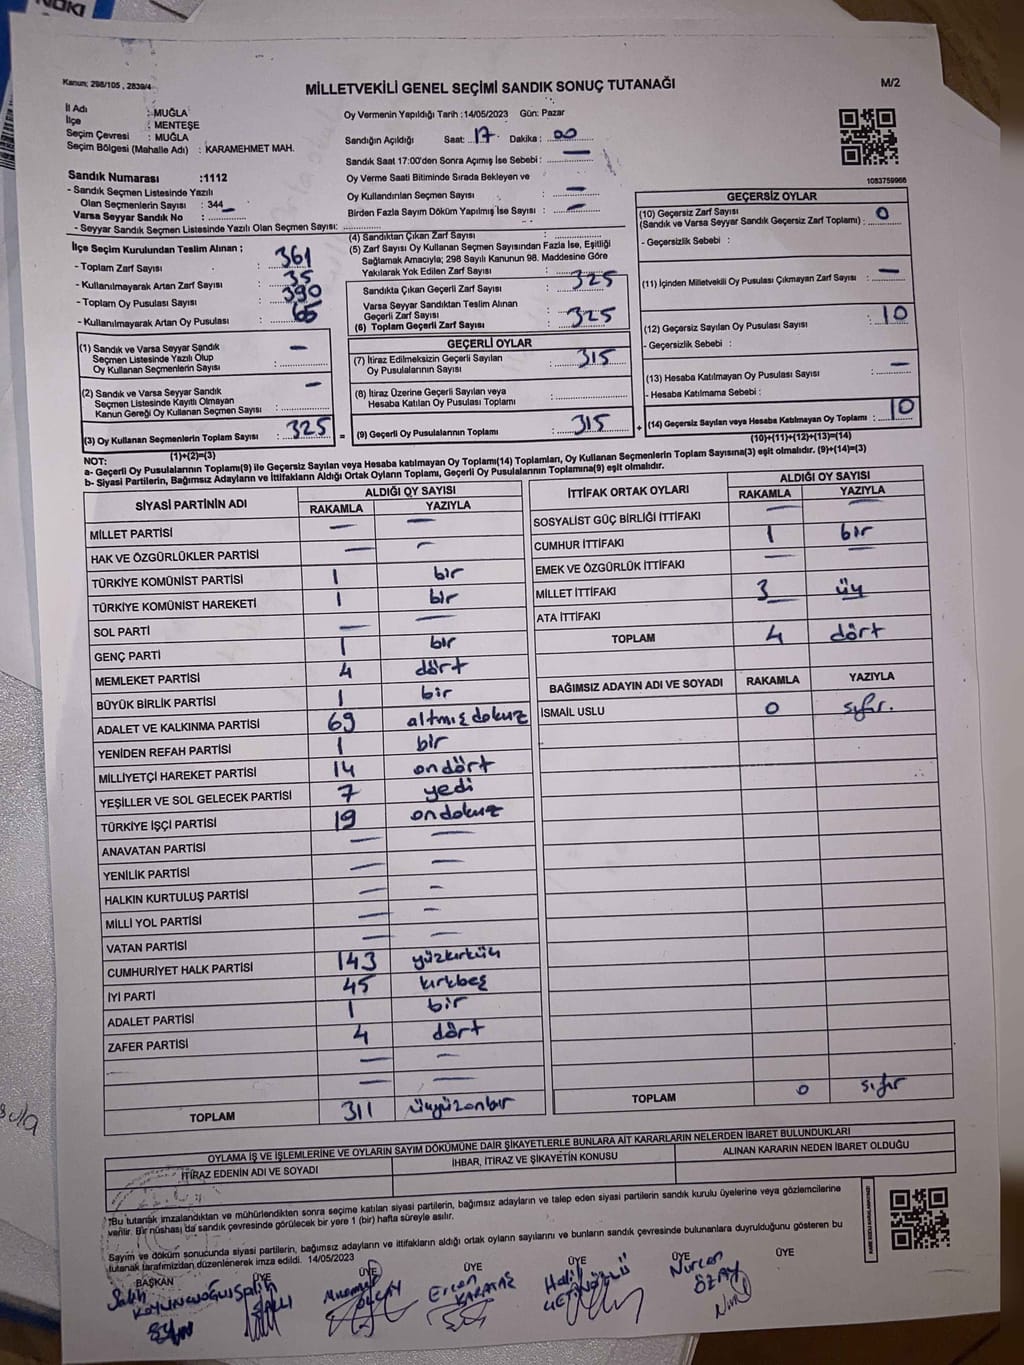 NOKI
Kanun; 298/105 , 2839/4
MİLLETVEKİLİ GENEL SEÇİMİ SANDIK SONUÇ TUTANAĞI
M/2
İl Adı : MUĞLA
İlçe : MENTEŞE
Seçim Çevresi : MUĞLA
Seçim Bölgesi (Mahalle Adı) : KARAMEHMET MAH.
Oy Vermenin Yapıldığı Tarih :14/05/2023 Gün: Pazar
Sandığın Açıldığı Saat: 17 Dakika : 00
Sandık Saat 17:00'den Sonra Açımış İse Sebebi : —
Oy Verme Saati Bitiminde Sırada Bekleyen ve
Oy Kullandırılan Seçmen Sayısı : —
Birden Fazla Sayım Döküm Yapılmış İse Sayısı : —
1083759966
Sandık Numarası :1112
- Sandık Seçmen Listesinde Yazılı
Olan Seçmenlerin Sayısı : 344
Varsa Seyyar Sandık No : —
- Seyyar Sandık Seçmen Listesinde Yazılı Olan Seçmen Sayısı:
İlçe Seçim Kurulundan Teslim Alınan ;
- Toplam Zarf Sayısı : 361
- Kullanılmayarak Artan Zarf Sayısı : 35
- Toplam Oy Pusulası Sayısı : 390
- Kullanılmayarak Artan Oy Pusulası : 65
(1) Sandık ve Varsa Seyyar Sandık
Seçmen Listesinde Yazılı Olup
Oy Kullanan Seçmenlerin Sayısı : —
(2) Sandık ve Varsa Seyyar Sandık
Seçmen Listesinde Kayıtlı Olmayan
Kanun Gereği Oy Kullanan Seçmen Sayısı : —
(3) Oy Kullanan Seçmenlerin Toplam Sayısı : 325
(1)+(2)=(3)
(4) Sandıktan Çıkan Zarf Sayısı :
(5) Zarf Sayısı Oy Kullanan Seçmen Sayısından Fazla İse, Eşitliği
Sağlamak Amacıyla; 298 Sayılı Kanunun 98. Maddesine Göre
Yakılarak Yok Edilen Zarf Sayısı :
Sandıkta Çıkan Geçerli Zarf Sayısı : 325
Varsa Seyyar Sandıktan Teslim Alınan
Geçerli Zarf Sayısı :
(6) Toplam Geçerli Zarf Sayısı : 325
GEÇERLİ OYLAR
(7) İtiraz Edilmeksizin Geçerli Sayılan
Oy Pusulalarının Sayısı : 315
(8) İtiraz Üzerine Geçerli Sayılan veya
Hesaba Katılan Oy Pusulası Toplamı :
= (9) Geçerli Oy Pusulalarının Toplamı : 315 +
GEÇERSİZ OYLAR
(10) Geçersiz Zarf Sayısı : 0
(Sandık ve Varsa Seyyar Sandık Geçersiz Zarf Toplamı)
- Geçersizlik Sebebi :
(11) İçinden Milletvekili Oy Pusulası Çıkmayan Zarf Sayısı : —
(12) Geçersiz Sayılan Oy Pusulası Sayısı : 10
- Geçersizlik Sebebi :
(13) Hesaba Katılmayan Oy Pusulası Sayısı : —
- Hesaba Katılmama Sebebi :
(14) Geçersiz Sayılan veya Hesaba Katılmayan Oy Toplamı : 10
(10)+(11)+(12)+(13)=(14)
NOT:
a- Geçerli Oy Pusulalarının Toplamı(9) ile Geçersiz Sayılan veya Hesaba katılmayan Oy Toplamı(14) Toplamları, Oy Kullanan Seçmenlerin Toplam Sayısına(3) eşit olmalıdır. (9)+(14)=(3)
b- Siyasi Partilerin, Bağımsız Adayların ve İttifakların Aldığı Ortak Oyların Toplamı, Geçerli Oy Pusulalarının Toplamına(9) eşit olmalıdır.
SİYASİ PARTİNİN ADI ALDIĞI OY SAYISI
RAKAMLA YAZIYLA
MİLLET PARTİSİ — —
HAK VE ÖZGÜRLÜKLER PARTİSİ — —
TÜRKİYE KOMÜNİST PARTİSİ 1 bir
TÜRKİYE KOMÜNİST HAREKETİ 1 bir
SOL PARTİ — —
GENÇ PARTİ 1 bir
MEMLEKET PARTİSİ 4 dört
BÜYÜK BİRLİK PARTİSİ 1 bir
ADALET VE KALKINMA PARTİSİ 69 altmış dokuz
YENİDEN REFAH PARTİSİ 1 bir
MİLLİYETÇİ HAREKET PARTİSİ 14 ondört
YEŞİLLER VE SOL GELECEK PARTİSİ 7 yedi
TÜRKİYE İŞÇİ PARTİSİ 19 ondokuz
ANAVATAN PARTİSİ — —
YENİLİK PARTİSİ — —
HALKIN KURTULUŞ PARTİSİ — —
MİLLİ YOL PARTİSİ — —
VATAN PARTİSİ — —
CUMHURİYET HALK PARTİSİ 143 yüzkırküç
İYİ PARTİ 45 kırkbeş
ADALET PARTİSİ 1 bir
ZAFER PARTİSİ 4 dört
— —
— —
TOPLAM 311 üçyüzonbir
İTTİFAK ORTAK OYLARI ALDIĞI OY SAYISI
RAKAMLA YAZIYLA
SOSYALİST GÜÇ BİRLİĞİ İTTİFAKI — —
CUMHUR İTTİFAKI 1 bir
EMEK VE ÖZGÜRLÜK İTTİFAKI — —
MİLLET İTTİFAKI 3 üç
ATA İTTİFAKI — —
TOPLAM 4 dört
BAĞIMSIZ ADAYIN ADI VE SOYADI RAKAMLA YAZIYLA
İSMAİL USLU 0 sıfır.
TOPLAM 0 sıfır
OYLAMA İŞ VE İŞLEMLERİNE VE OYLARIN SAYIM DÖKÜMÜNE DAİR ŞİKAYETLERLE BUNLARA AİT KARARLARIN NELERDEN İBARET BULUNDUKLARI
İTİRAZ EDENİN ADI VE SOYADI İHBAR, İTİRAZ VE ŞİKAYETİN KONUSU ALINAN KARARIN NEDEN İBARET OLDUĞU
"Bu tutanak imzalandıktan ve mühürlendikten sonra seçime katılan siyasi partilerin, bağımsız adayların ve talep eden siyasi partilerin sandık kurulu üyelerine veya gözlemcilerine
verilir. Bir nüshası da sandık çevresinde görülecek bir yere 1 (bir) hafta süreyle asılır.
Sayım ve döküm sonucunda siyasi partilerin, bağımsız adayların ve ittifakların aldığı ortak oyların sayılarını ve bunların sandık çevresinde bulunanlara duyrulduğunu gösteren bu
tutanak tarafımızdan düzenlenerek imza edildi. 14/05/2023
BAŞKAN ÜYE ÜYE ÜYE ÜYE ÜYE ÜYE
Salih Salih Ercan Halil Nurcan
KOYUNCUOĞLU ÖZAY